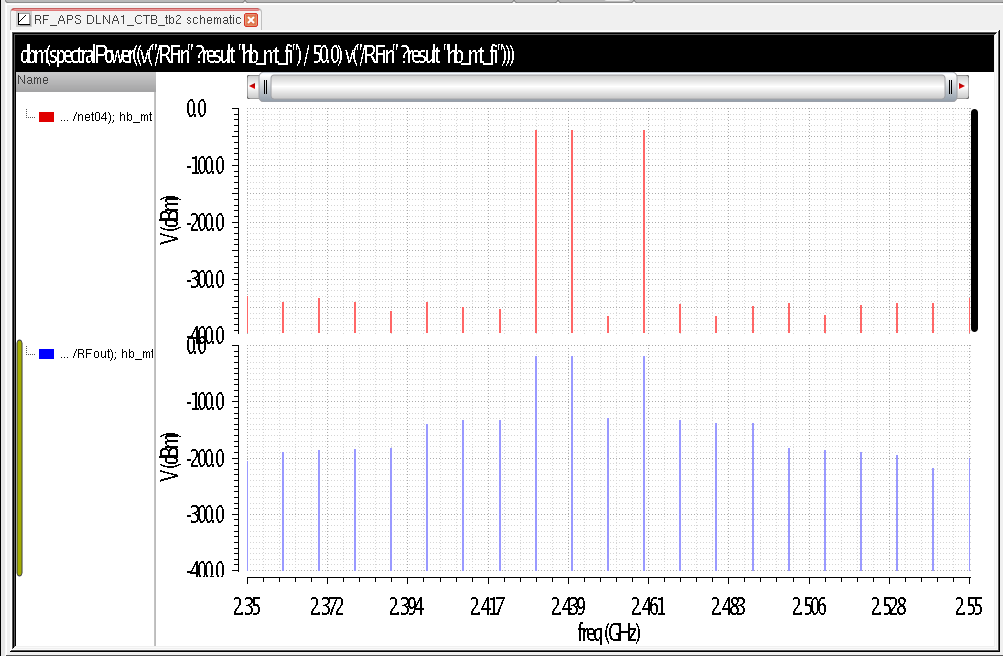 RF_APS DLNA1_CTB_tb2 schematic
dbm(spectralPower((v("/RFin" ?result "hb_mt_fi") / 50.0) v("/RFin" ?result "hb_mt_fi")))
Name
... /net04); hb_mt
0.0
-100.0
-200.0
-300.0
-400.0
V (dBm)
... /RFout); hb_mt
0.0
-100.0
-200.0
-300.0
-400.0
V (dBm)
2.35 2.372 2.394 2.417 2.439 2.461 2.483 2.506 2.528 2.55
freq (GHz)